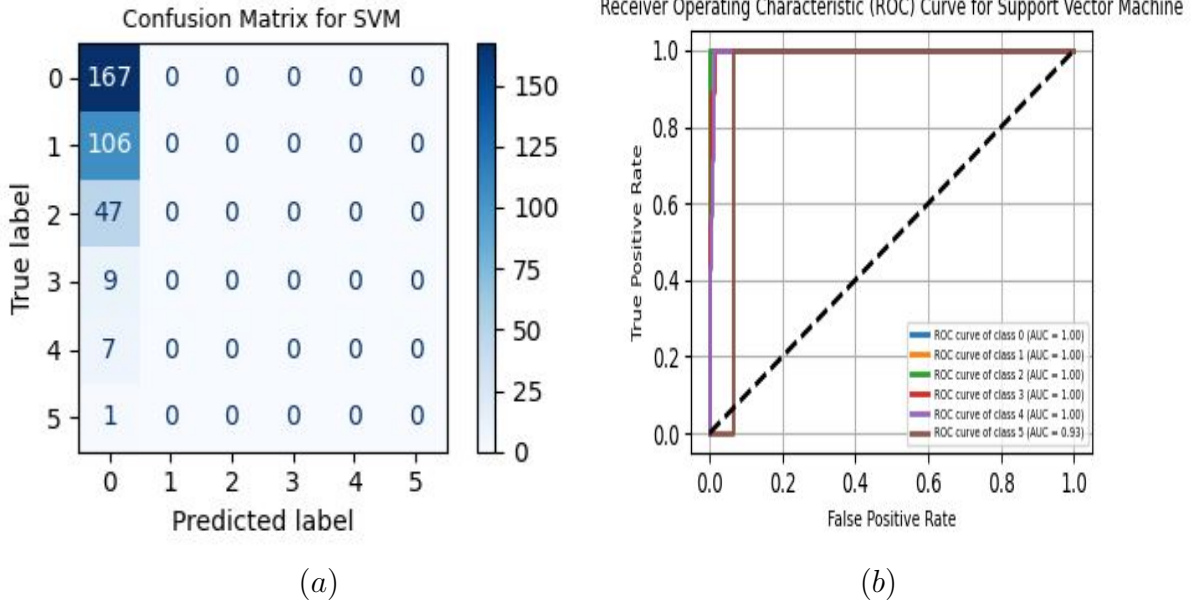 Confusion Matrix for SVM
True label
0 167 0 0 0 0 0
1 106 0 0 0 0 0
2 47 0 0 0 0 0
3 9 0 0 0 0 0
4 7 0 0 0 0 0
5 1 0 0 0 0 0
0 1 2 3 4 5
Predicted label
150
125
100
75
50
25
0
(a)
Receiver Operating Characteristic (ROC) Curve for Support Vector Machine
True Positive Rate
1.0
0.8
0.6
0.4
0.2
0.0
ROC curve of class 0 (AUC = 1.00)
ROC curve of class 1 (AUC = 1.00)
ROC curve of class 2 (AUC = 1.00)
ROC curve of class 3 (AUC = 1.00)
ROC curve of class 4 (AUC = 1.00)
ROC curve of class 5 (AUC = 0.93)
0.0 0.2 0.4 0.6 0.8 1.0
False Positive Rate
(b)